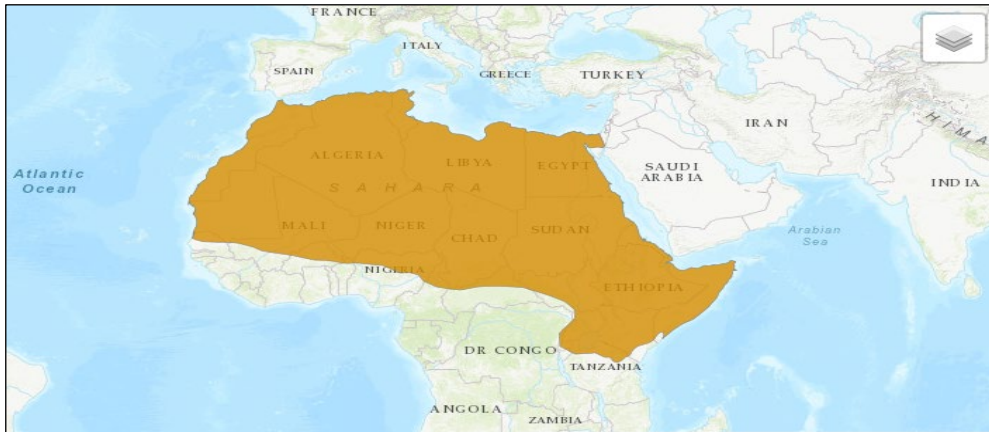 FRANCE
ITALY
SPAIN
GREECE
TURKEY
IRAN
HIMA
ALGERIA
LIBYA
EGYPT
SAUDI
ARABIA
INDIA
Atlantic
Ocean
SAHARA
MALI
NIGER
CHAD
SUDAN
Arabian
Sea
NIGERIA
ETHIOPIA
DR CONGO
TANZANIA
ANGOLA
ZAMBIA